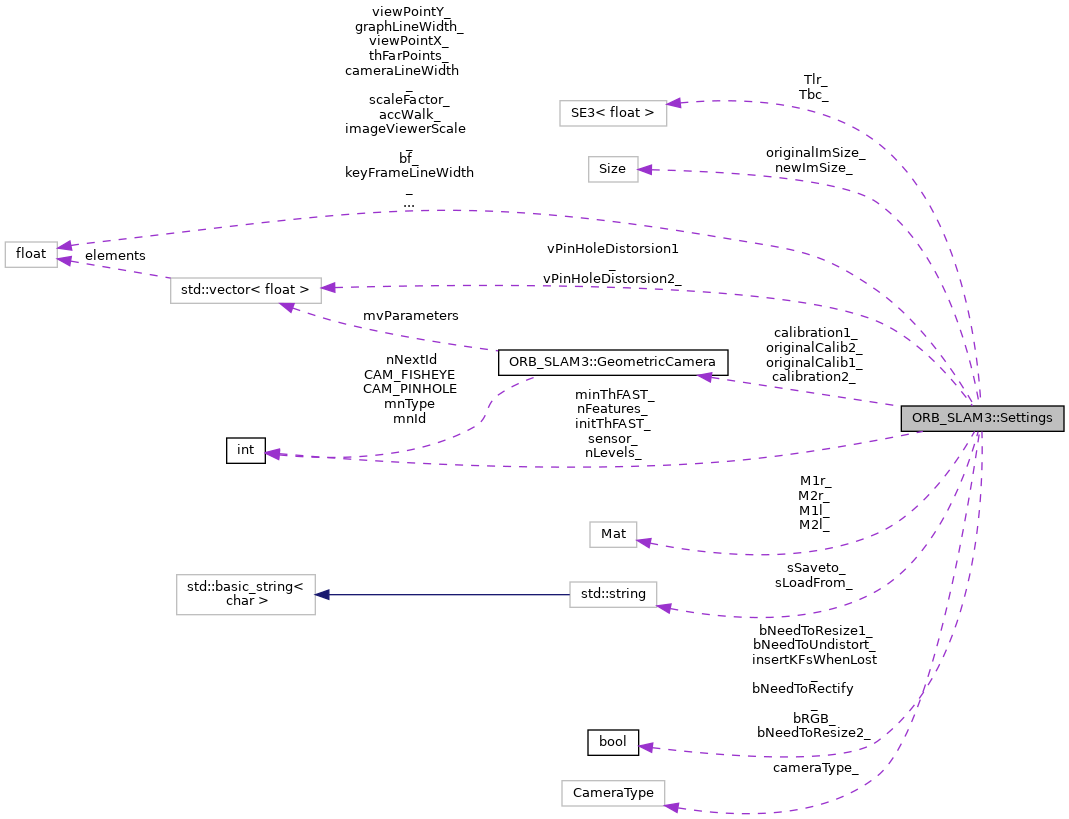 viewPointY_
graphLineWidth_
viewPointX_
thFarPoints_
cameraLineWidth
_
scaleFactor_
accWalk_
imageViewerScale
_
bf_
keyFrameLineWidth
_
...
Tlr_
Tbc_
SE3< float >
originalImSize_
newImSize_
Size
float
elements
vPinHoleDistorsion1
_
vPinHoleDistorsion2_
std::vector< float >
mvParameters
calibration1_
originalCalib2_
originalCalib1_
calibration2_
ORB_SLAM3::GeometricCamera
nNextId
CAM_FISHEYE
CAM_PINHOLE
mnType
mnId
minThFAST_
nFeatures_
initThFAST_
sensor_
nLevels_
ORB_SLAM3::Settings
int
M1r_
M2r_
M1l_
M2l_
Mat
sSaveto_
sLoadFrom_
std::basic_string<
char >
std::string
bNeedToResize1_
bNeedToUndistort_
insertKFsWhenLost
_
bNeedToRectify
_
bRGB_
bNeedToResize2_
bool
cameraType_
CameraType